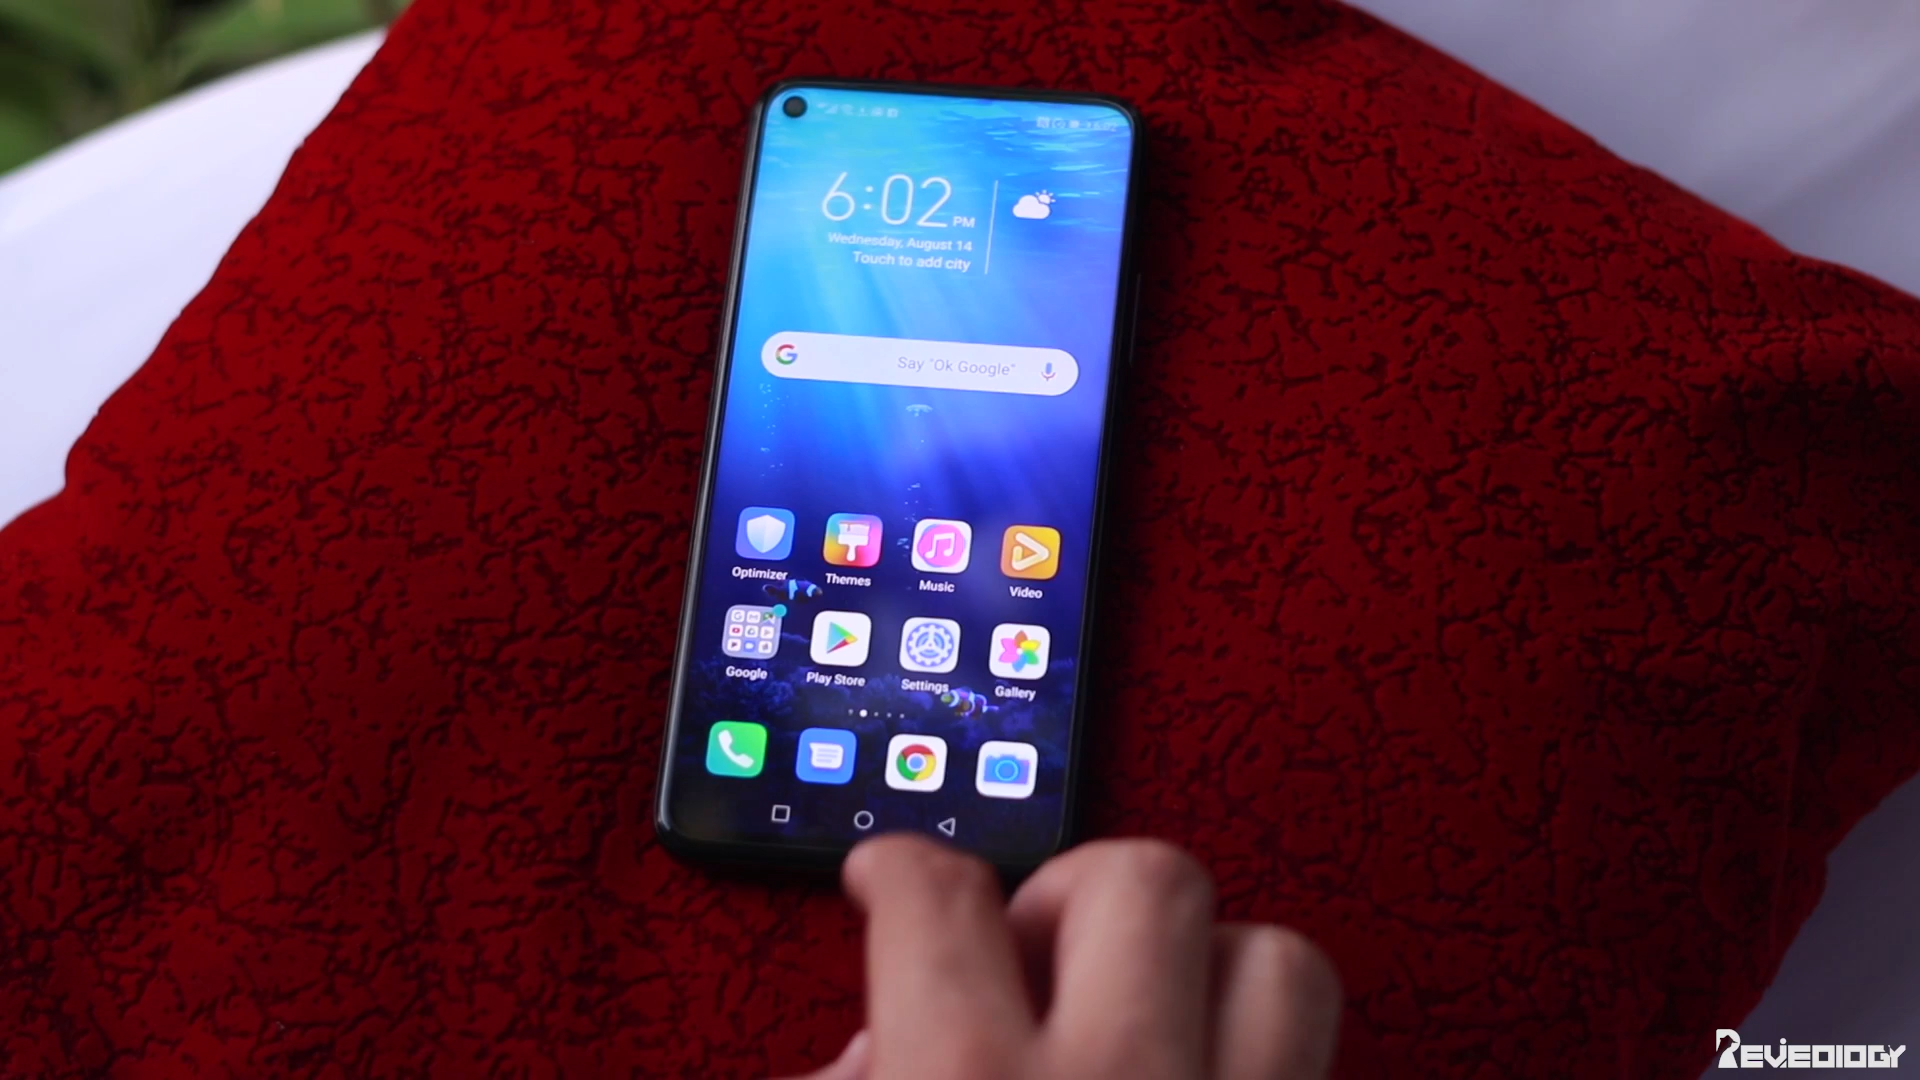 6:02 PM
Wednesday, August 14
Touch to add city
Say "Ok Google"
Optimizer
Themes
Music
Video
Google
Play Store
Settings
Gallery
REVIEOLOGY